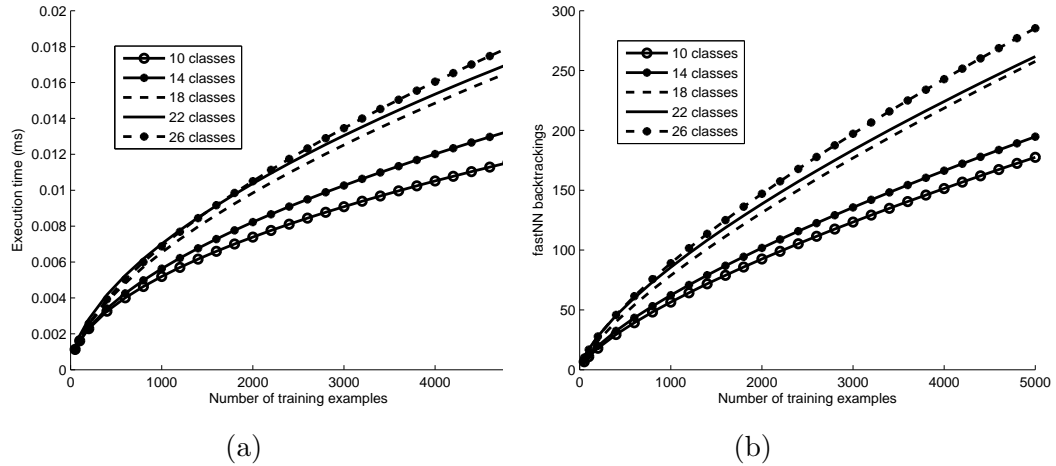 0.02
0.018
0.016
0.014
0.012
0.01
0.008
0.006
0.004
0.002
0
Execution time (ms)
10 classes
14 classes
18 classes
22 classes
26 classes
0 1000 2000 3000 4000
Number of training examples
(a)
300
250
200
150
100
50
0
fastNN backtrackings
10 classes
14 classes
18 classes
22 classes
26 classes
0 1000 2000 3000 4000 5000
Number of training examples
(b)